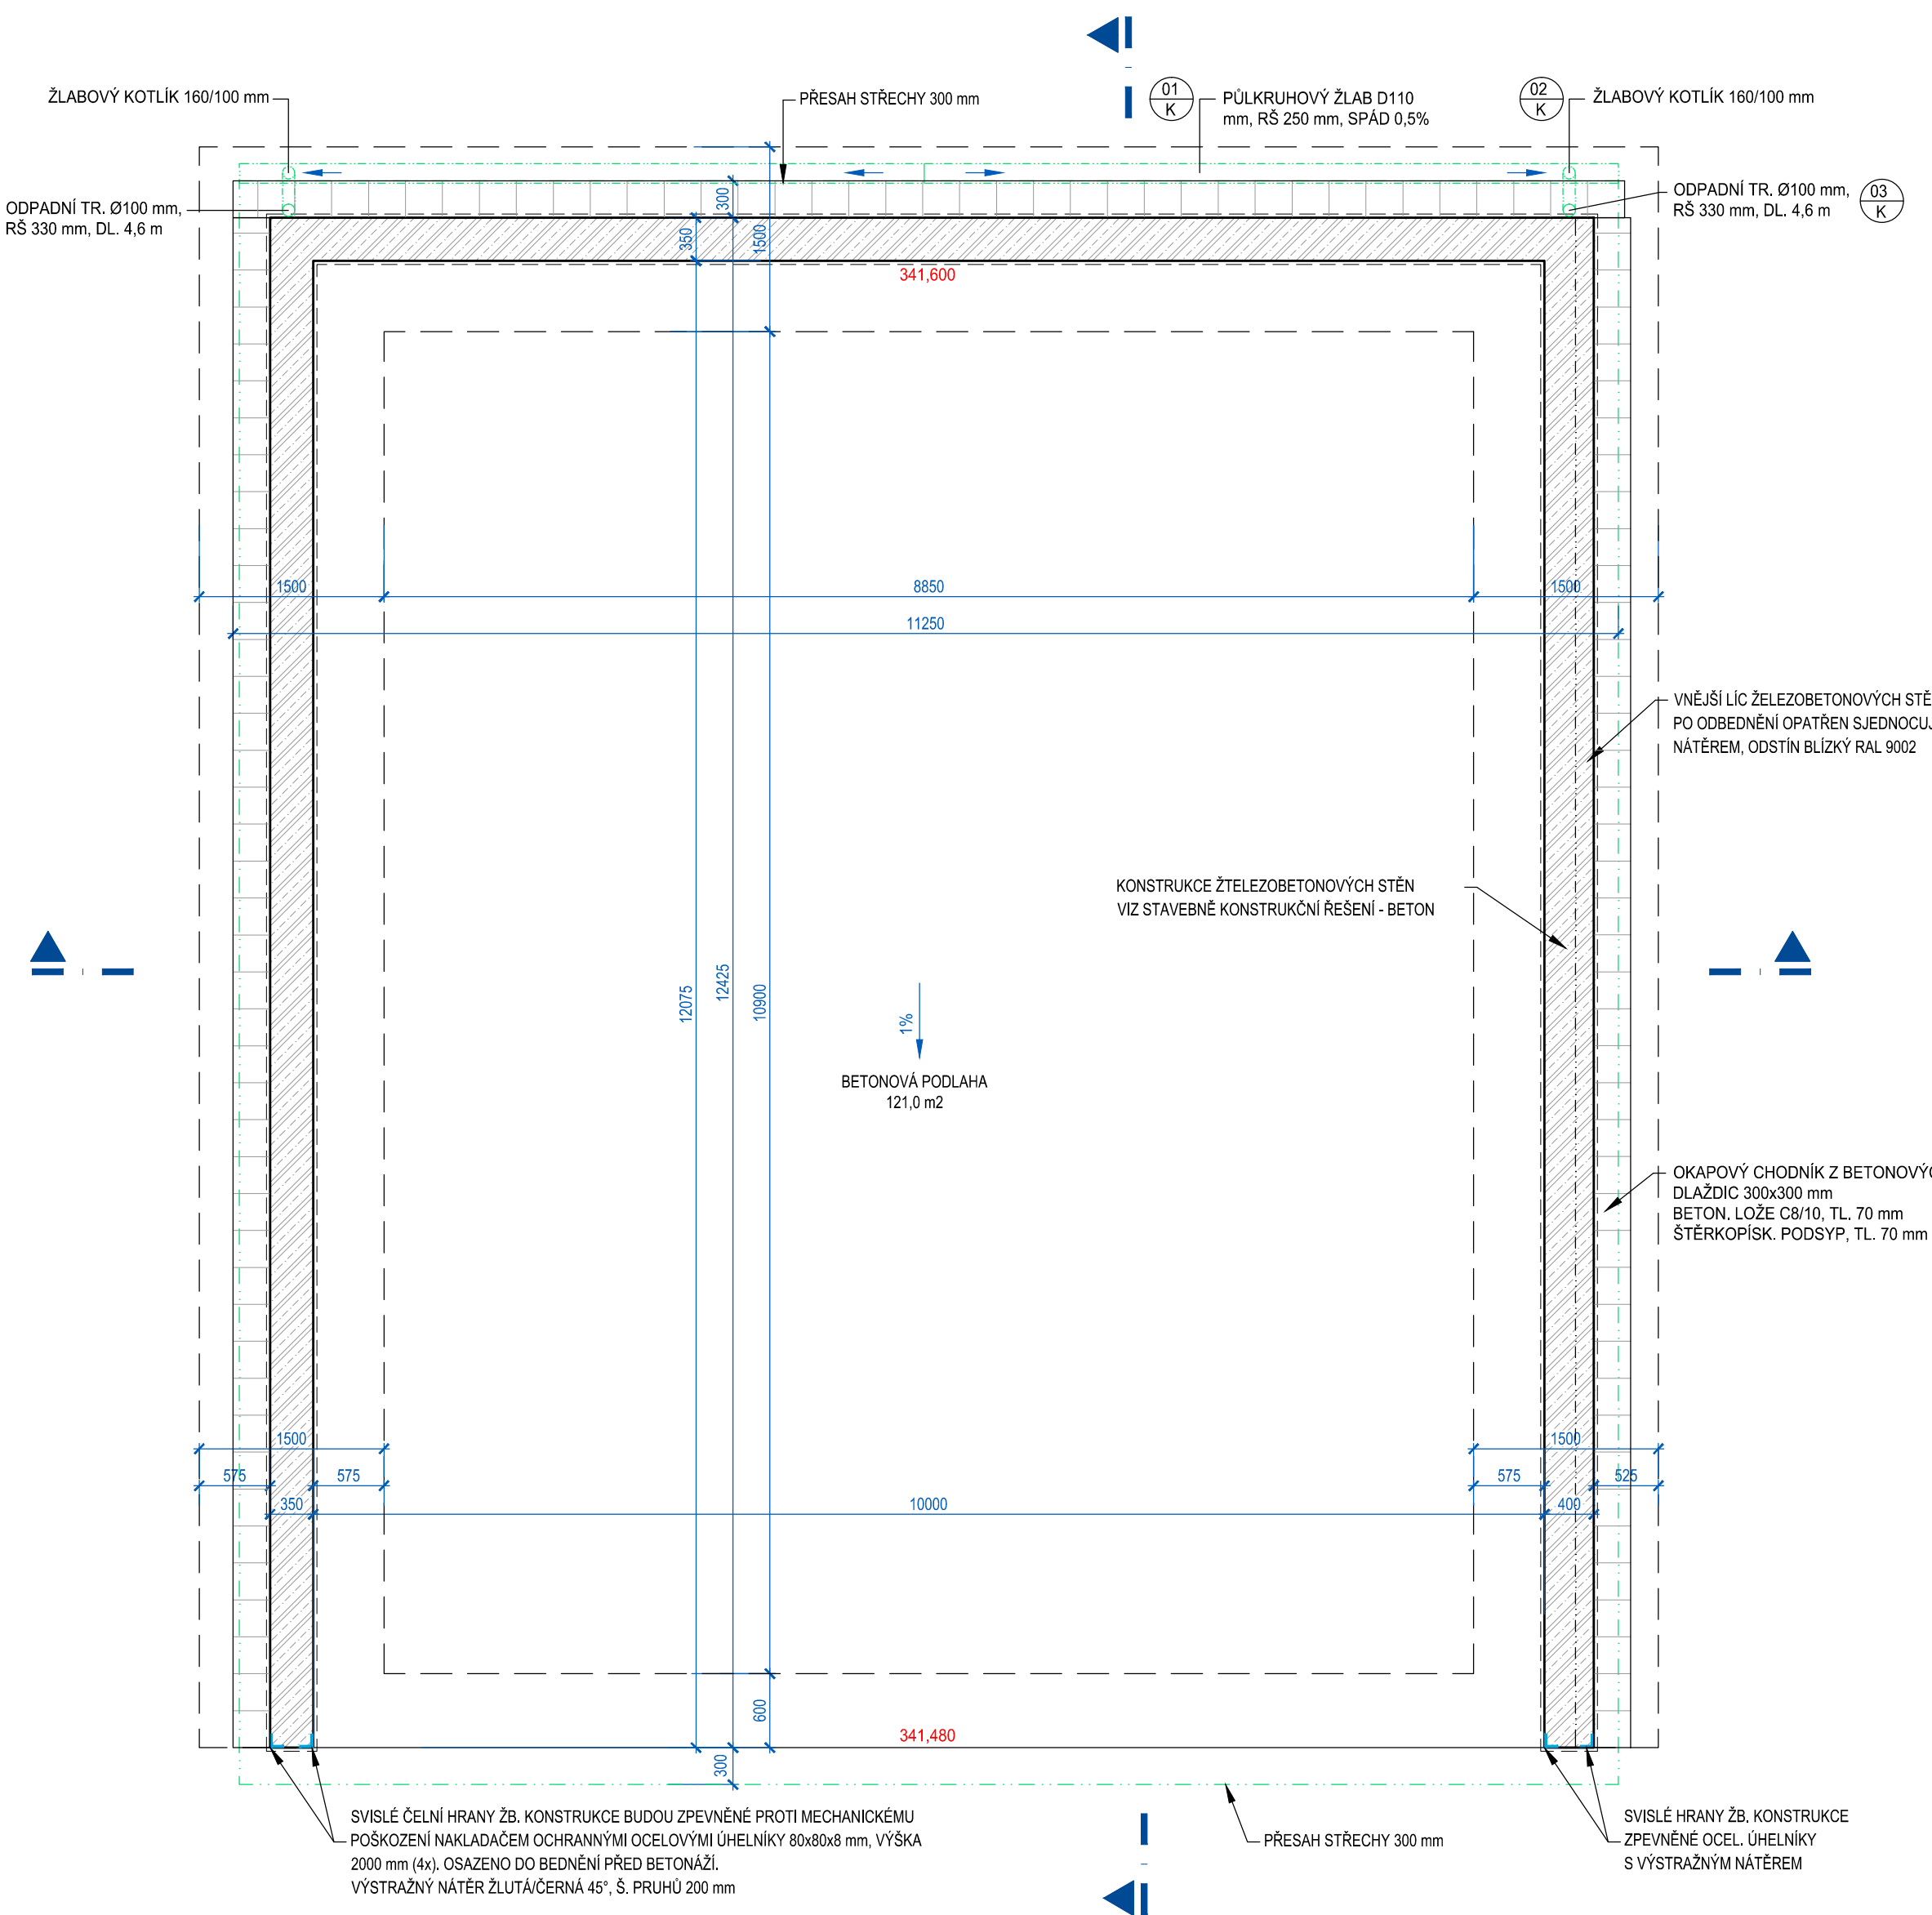 ŽLABOVÝ KOTLÍK 160/100 mm
PŘESAH STŘECHY 300 mm
01
K
PŮLKRUHOVÝ ŽLAB D110
mm, RŠ 250 mm, SPÁD 0,5%
02
K
ŽLABOVÝ KOTLÍK 160/100 mm
ODPADNÍ TR. Ø100 mm,
RŠ 330 mm, DL. 4,6 m
ODPADNÍ TR. Ø100 mm,
RŠ 330 mm, DL. 4,6 m
03
K
300
350
1500
341,600
1500
8850
1500
11250
VNĚJŠÍ LÍC ŽELEZOBETONOVÝCH STĚ
PO ODBEDNĚNÍ OPATŘEN SJEDNOCUJ
NÁTĚREM, ODSTÍN BLÍZKÝ RAL 9002
KONSTRUKCE ŽTELEZOBETONOVÝCH STĚN
VIZ STAVEBNĚ KONSTRUKČNÍ ŘEŠENÍ - BETON
12075
12425
10900
1%
BETONOVÁ PODLAHA
121,0 m2
OKAPOVÝ CHODNÍK Z BETONOVÝC
DLAŽDIC 300x300 mm
BETON. LOŽE C8/10, TL. 70 mm
ŠTĚRKOPÍSK. PODSYP, TL. 70 mm
1500
1500
575
575
575
525
350
10000
400
600
341,480
300
SVISLÉ ČELNÍ HRANY ŽB. KONSTRUKCE BUDOU ZPEVNĚNÉ PROTI MECHANICKÉMU
POŠKOZENÍ NAKLADAČEM OCHRANNÝMI OCELOVÝMI ÚHELNÍKY 80x80x8 mm, VÝŠKA
2000 mm (4x). OSAZENO DO BEDNĚNÍ PŘED BETONÁŽÍ.
VÝSTRAŽNÝ NÁTĚR ŽLUTÁ/ČERNÁ 45°, Š. PRUHŮ 200 mm
PŘESAH STŘECHY 300 mm
SVISLÉ HRANY ŽB. KONSTRUKCE
ZPEVNĚNÉ OCEL. ÚHELNÍKY
S VÝSTRAŽNÝM NÁTĚREM